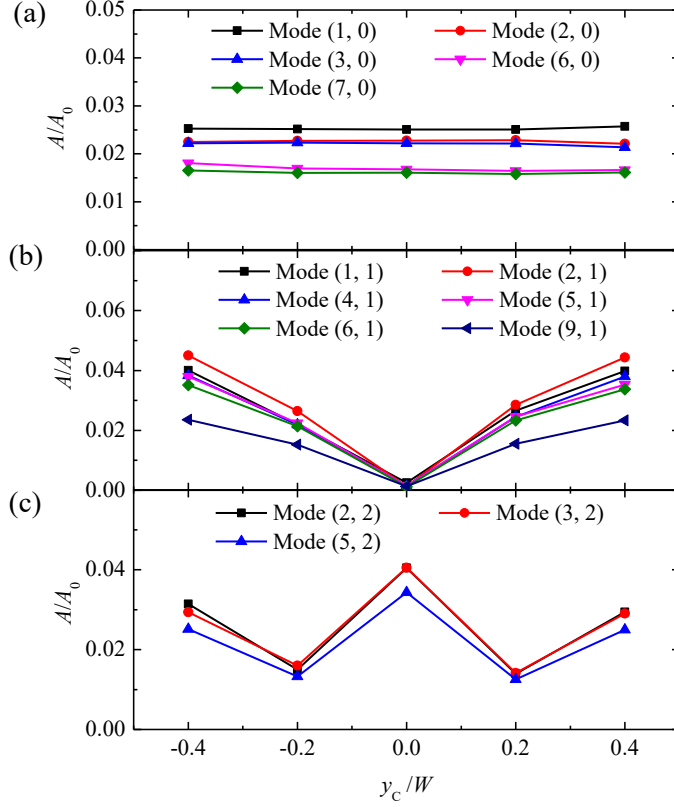 (a)
0.05
0.04
0.03
0.02
0.01
0.00
A/A0
Mode (1, 0) Mode (2, 0)
Mode (3, 0) Mode (6, 0)
Mode (7, 0)
(b)
0.06
0.04
0.02
0.00
A/A0
Mode (1, 1) Mode (2, 1)
Mode (4, 1) Mode (5, 1)
Mode (6, 1) Mode (9, 1)
(c)
0.04
0.02
0.00
A/A0
Mode (2, 2) Mode (3, 2)
Mode (5, 2)
-0.4 -0.2 0.0 0.2 0.4
yC/W